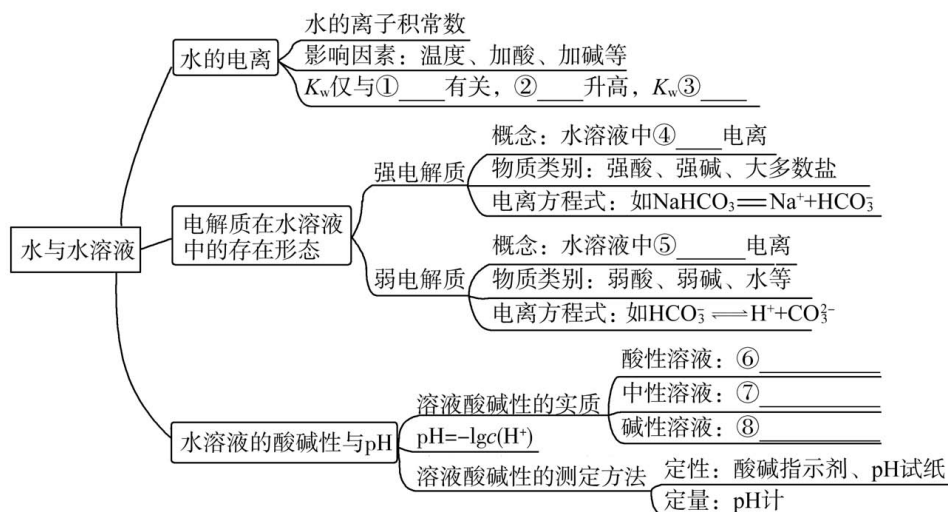 水与水溶液
水的电离
水的离子积常数
影响因素：温度、加酸、加碱等
Kw仅与①____有关，②____升高，Kw③____
电解质在水溶液
中的存在形态
强电解质
概念：水溶液中④____电离
物质类别：强酸、强碱、大多数盐
电离方程式：如NaHCO₃══Na⁺+HCO₃⁻
弱电解质
概念：水溶液中⑤______电离
物质类别：弱酸、弱碱、水等
电离方程式：如HCO₃⁻⇌H⁺+CO₃²⁻
水溶液的酸碱性与pH
溶液酸碱性的实质
酸性溶液：⑥__________
中性溶液：⑦__________
碱性溶液：⑧__________
pH=−lgc(H⁺)
溶液酸碱性的测定方法
定性：酸碱指示剂、pH试纸
定量：pH计